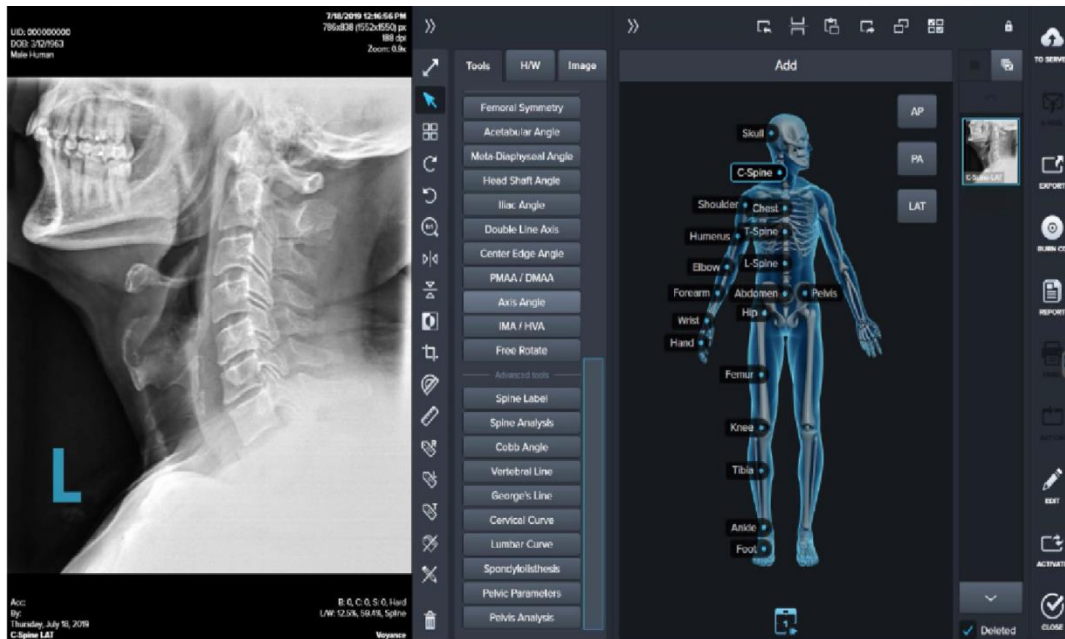 7/18/2019 12:16:56 PM
UID: 000000000
786x838 (1552x1550) px
DOB: 3/12/1963
188 dpi
Male Human
Zoom: 0.9x
L
Acc:
B: 0, C: 0, S: 0, Hard
By:
L/W: 12.5%, 59.4%, Spine
Thursday, July 18, 2019
C-Spine LAT
Voyance
Tools
H/W
Image
Femoral Symmetry
Acetabular Angle
Meta-Diaphyseal Angle
Head Shaft Angle
Iliac Angle
Double Line Axis
Center Edge Angle
PMAA / DMAA
Axis Angle
IMA / HVA
Free Rotate
Advanced tools
Spine Label
Spine Analysis
Cobb Angle
Vertebral Line
George's Line
Cervical Curve
Lumbar Curve
Spondylolisthesis
Pelvic Parameters
Pelvis Analysis
Add
AP
PA
LAT
Skull
C-Spine
Shoulder
Chest
T-Spine
Humerus
L-Spine
Elbow
Forearm
Abdomen
Pelvis
Hip
Wrist
Hand
Femur
Knee
Tibia
Ankle
Foot
1
C-Spine LAT
Deleted
TO SERVE
EXPORT
BURN CD
REPORT
EDIT
ACTIVAT
CLOSE